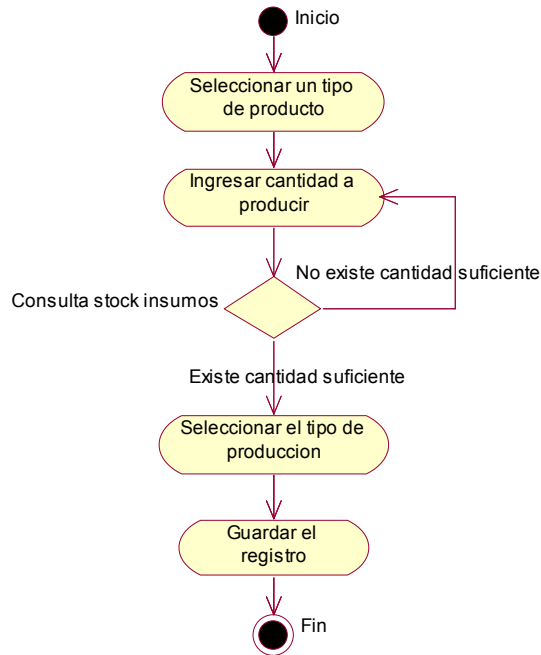 Inicio
Seleccionar un tipo
de producto
Ingresar cantidad a
producir
No existe cantidad suficiente
Consulta stock insumos
Existe cantidad suficiente
Seleccionar el tipo de
produccion
Guardar el
registro
Fin